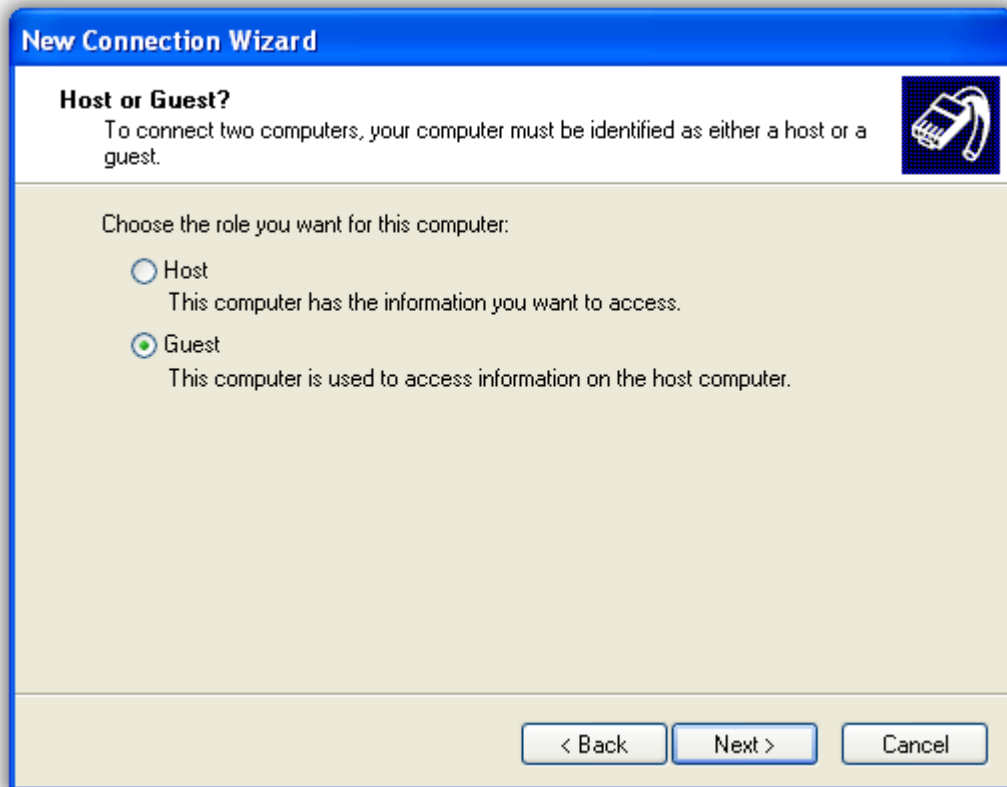 New Connection Wizard
Host or Guest?
To connect two computers, your computer must be identified as either a host or a
guest.
Choose the role you want for this computer:
Host
This computer has the information you want to access.
Guest
This computer is used to access information on the host computer.
< Back
Next >
Cancel